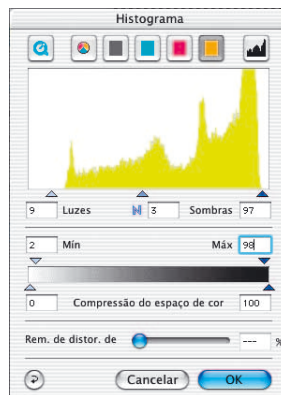 Histograma
9 Luzes 3 Sombras 97
2 Mín Máx 98
0 Compressão do espaço de cor 100
Rem. de distor. de --- %
Cancelar OK